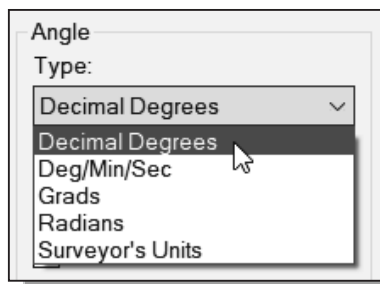 Angle
Type:
Decimal Degrees
Decimal Degrees
Deg/Min/Sec
Grads
Radians
Surveyor's Units